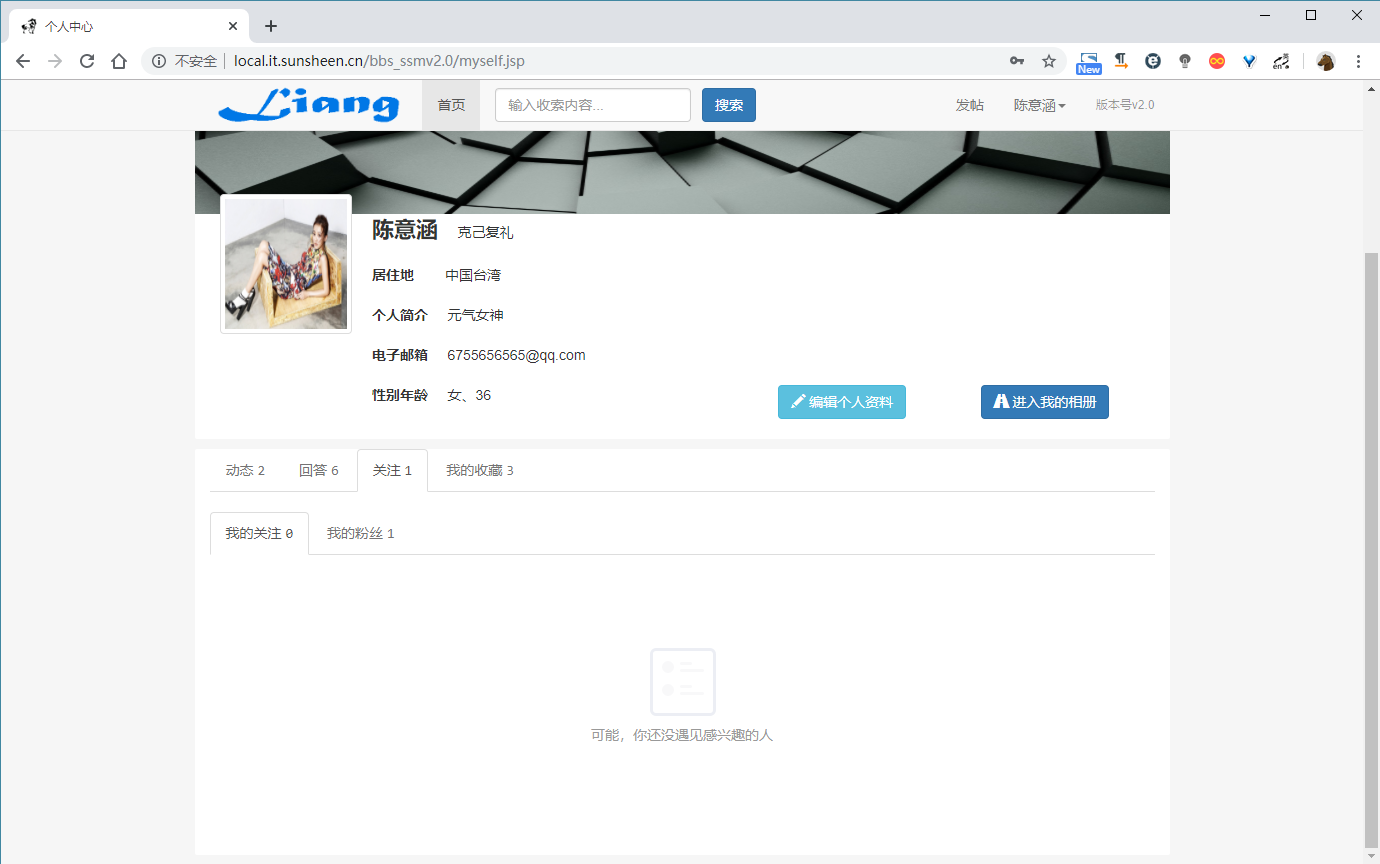 个人中心
不安全 local.it.sunsheen.cn/bbs_ssmv2.0/myself.jsp
New
en
Liang 首页 输入收索内容... 搜索 发帖 陈意涵 版本号v2.0
陈意涵 克己复礼
居住地 中国台湾
个人简介 元气女神
电子邮箱 6755656565@qq.com
性别年龄 女、36 编辑个人资料 进入我的相册
动态 2 回答 6 关注 1 我的收藏 3
我的关注 0 我的粉丝 1
可能，你还没遇见感兴趣的人